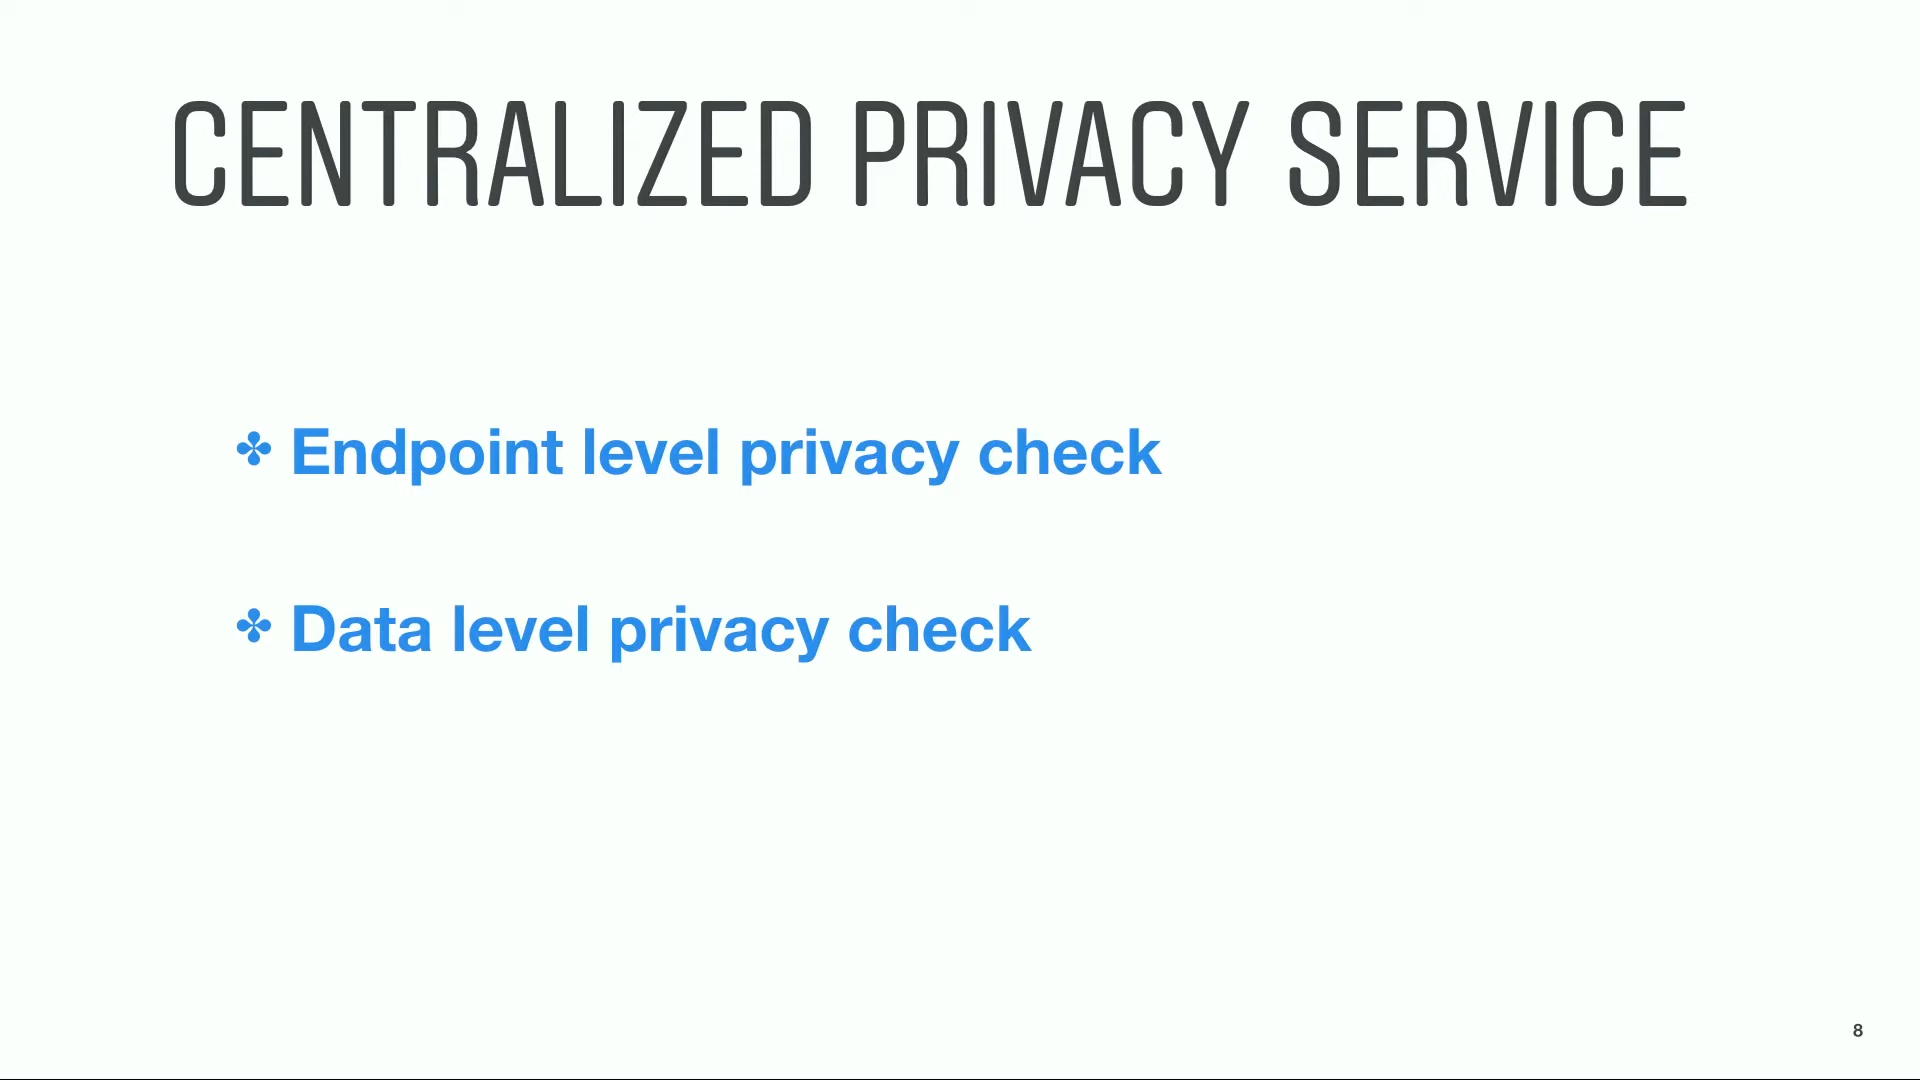 CENTRALIZED PRIVACY SERVICE
✤ Endpoint level privacy check
✤ Data level privacy check
8